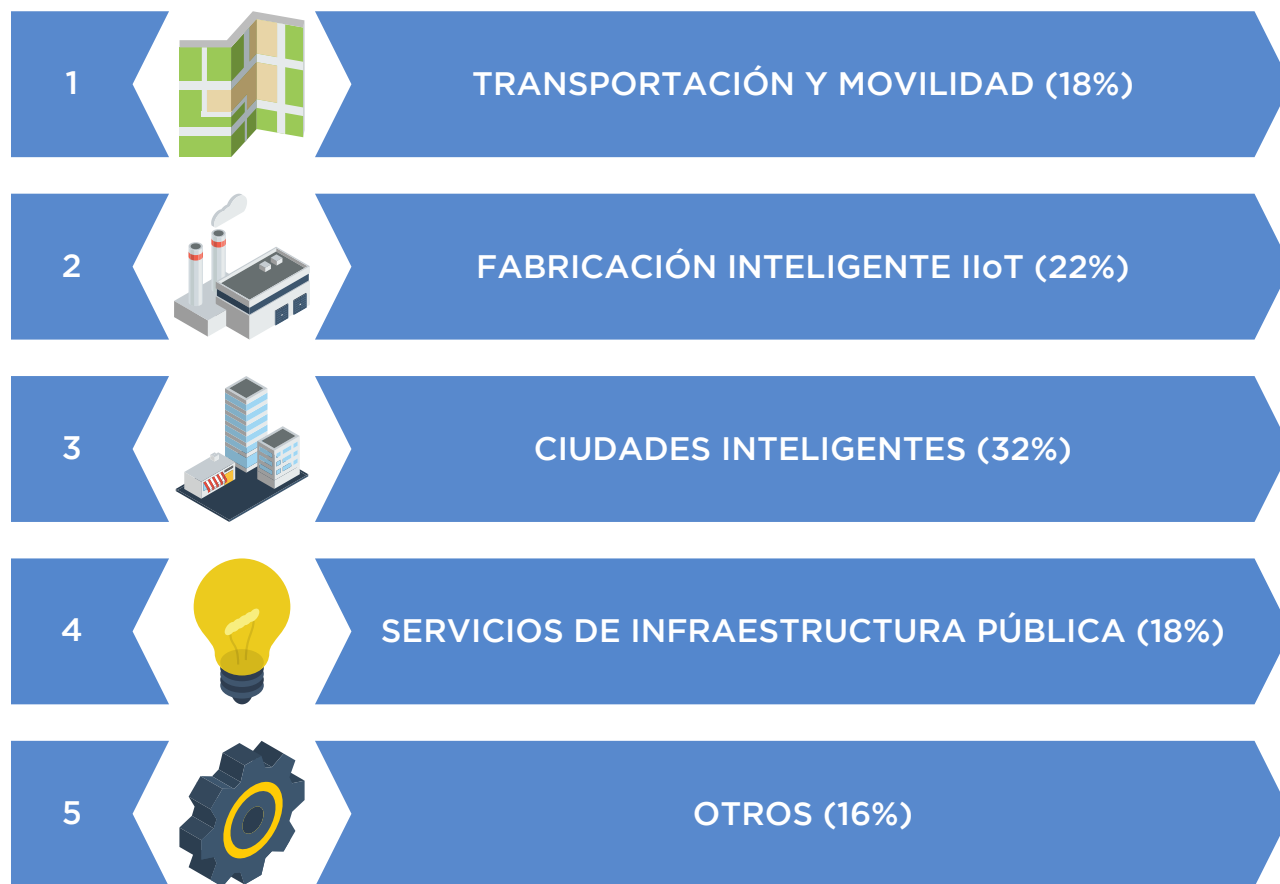 1
TRANSPORTACIÓN Y MOVILIDAD (18%)
2
FABRICACIÓN INTELIGENTE IIoT (22%)
3
CIUDADES INTELIGENTES (32%)
4
SERVICIOS DE INFRAESTRUCTURA PÚBLICA (18%)
5
OTROS (16%)